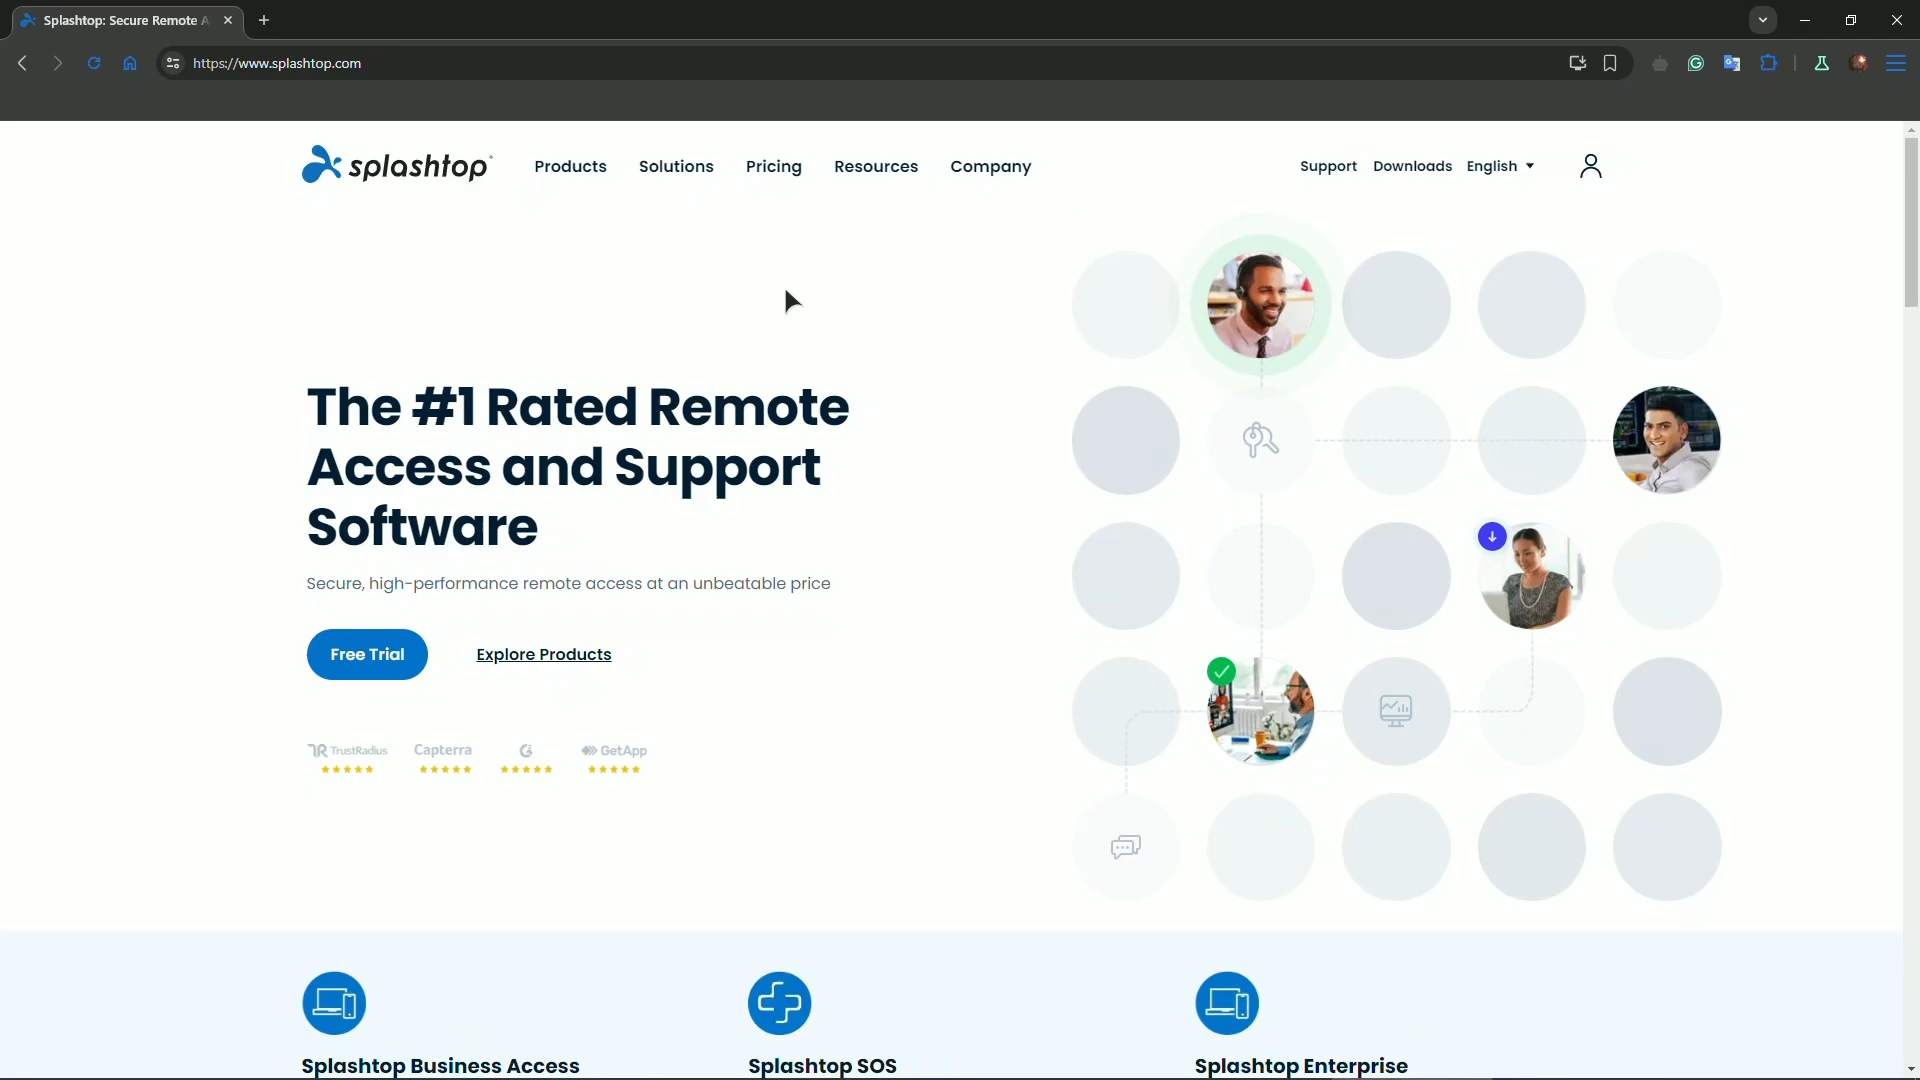 Splashtop: Secure Remote A
https://www.splashtop.com
splashtop
Products
Solutions
Pricing
Resources
Company
Support
Downloads
English
The #1 Rated Remote
Access and Support
Software
Secure, high-performance remote access at an unbeatable price
Free Trial
Explore Products
TrustRadius
Capterra
GetApp
Splashtop Business Access
Splashtop SOS
Splashtop Enterprise